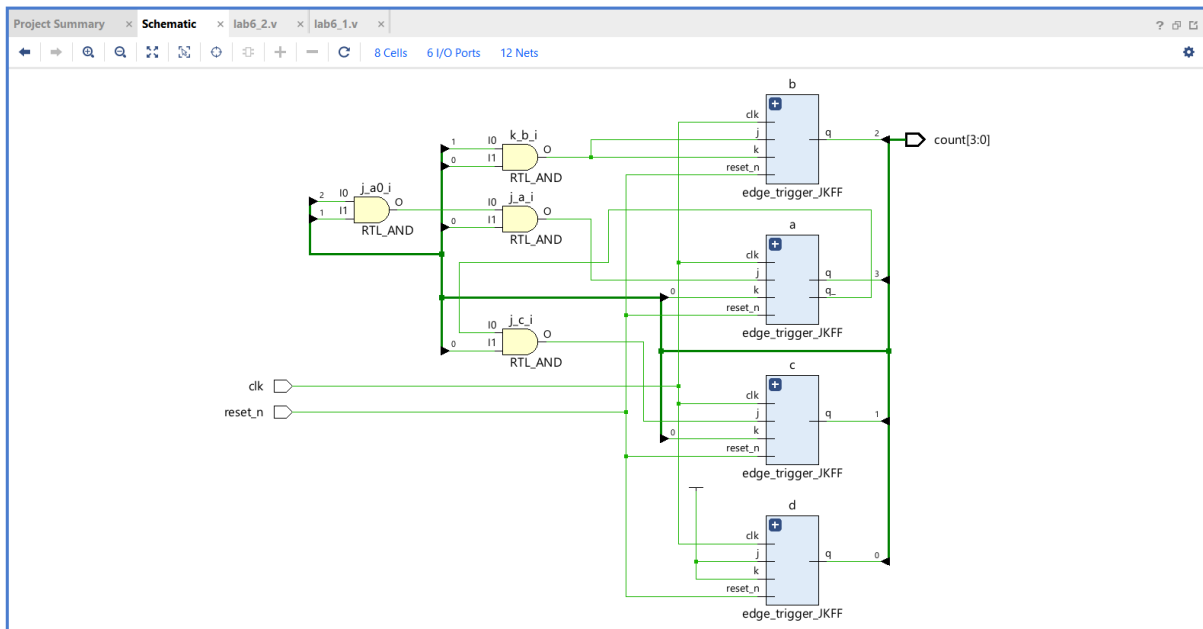 Project Summary × Schematic × lab6_2.v × lab6_1.v ×
8 Cells 6 I/O Ports 12 Nets
b
clk
j
k
reset_n
q 2
edge_trigger_JKFF
count[3:0]
k_b_i
1 I0
0 I1
O
RTL_AND
j_a0_i
2 I0
1 I1
O
RTL_AND
j_a_i
I0
0 I1
O
RTL_AND
a
clk
j
0 k
reset_n
q 3
q_
edge_trigger_JKFF
j_c_i
I0
0 I1
O
RTL_AND
clk
reset_n
c
clk
j
0 k
reset_n
q 1
edge_trigger_JKFF
d
clk
j
k
reset_n
q 0
edge_trigger_JKFF